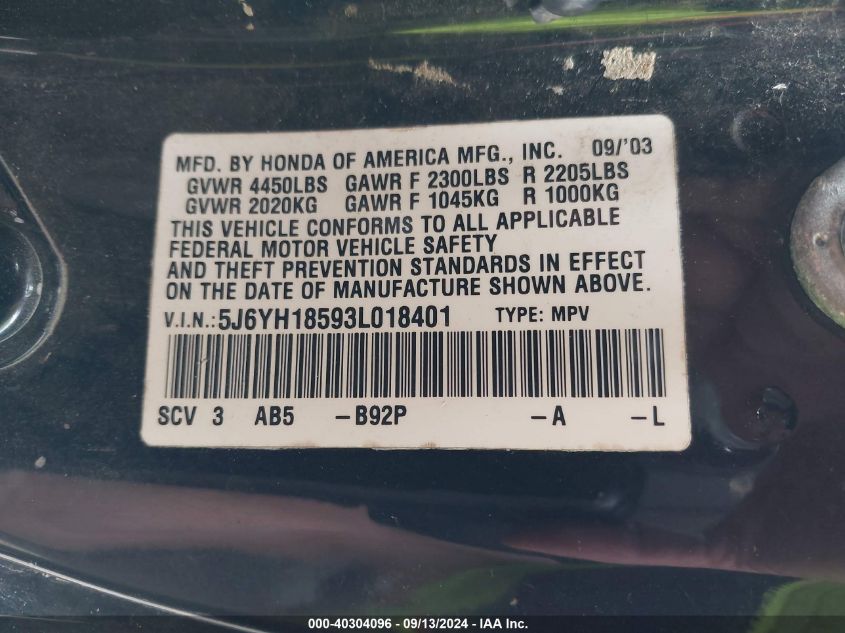 MFD. BY HONDA OF AMERICA MFG., INC. 09/'03
GVWR 4450LBS GAWR F 2300LBS R 2205LBS
GVWR 2020KG GAWR F 1045KG R 1000KG
THIS VEHICLE CONFORMS TO ALL APPLICABLE
FEDERAL MOTOR VEHICLE SAFETY
AND THEFT PREVENTION STANDARDS IN EFFECT
ON THE DATE OF MANUFACTURE SHOWN ABOVE.
V.I.N.:5J6YH18593L018401 TYPE: MPV
SCV 3 AB5 -B92P -A -L
000-40304096 - 09/13/2024 - IAA Inc.